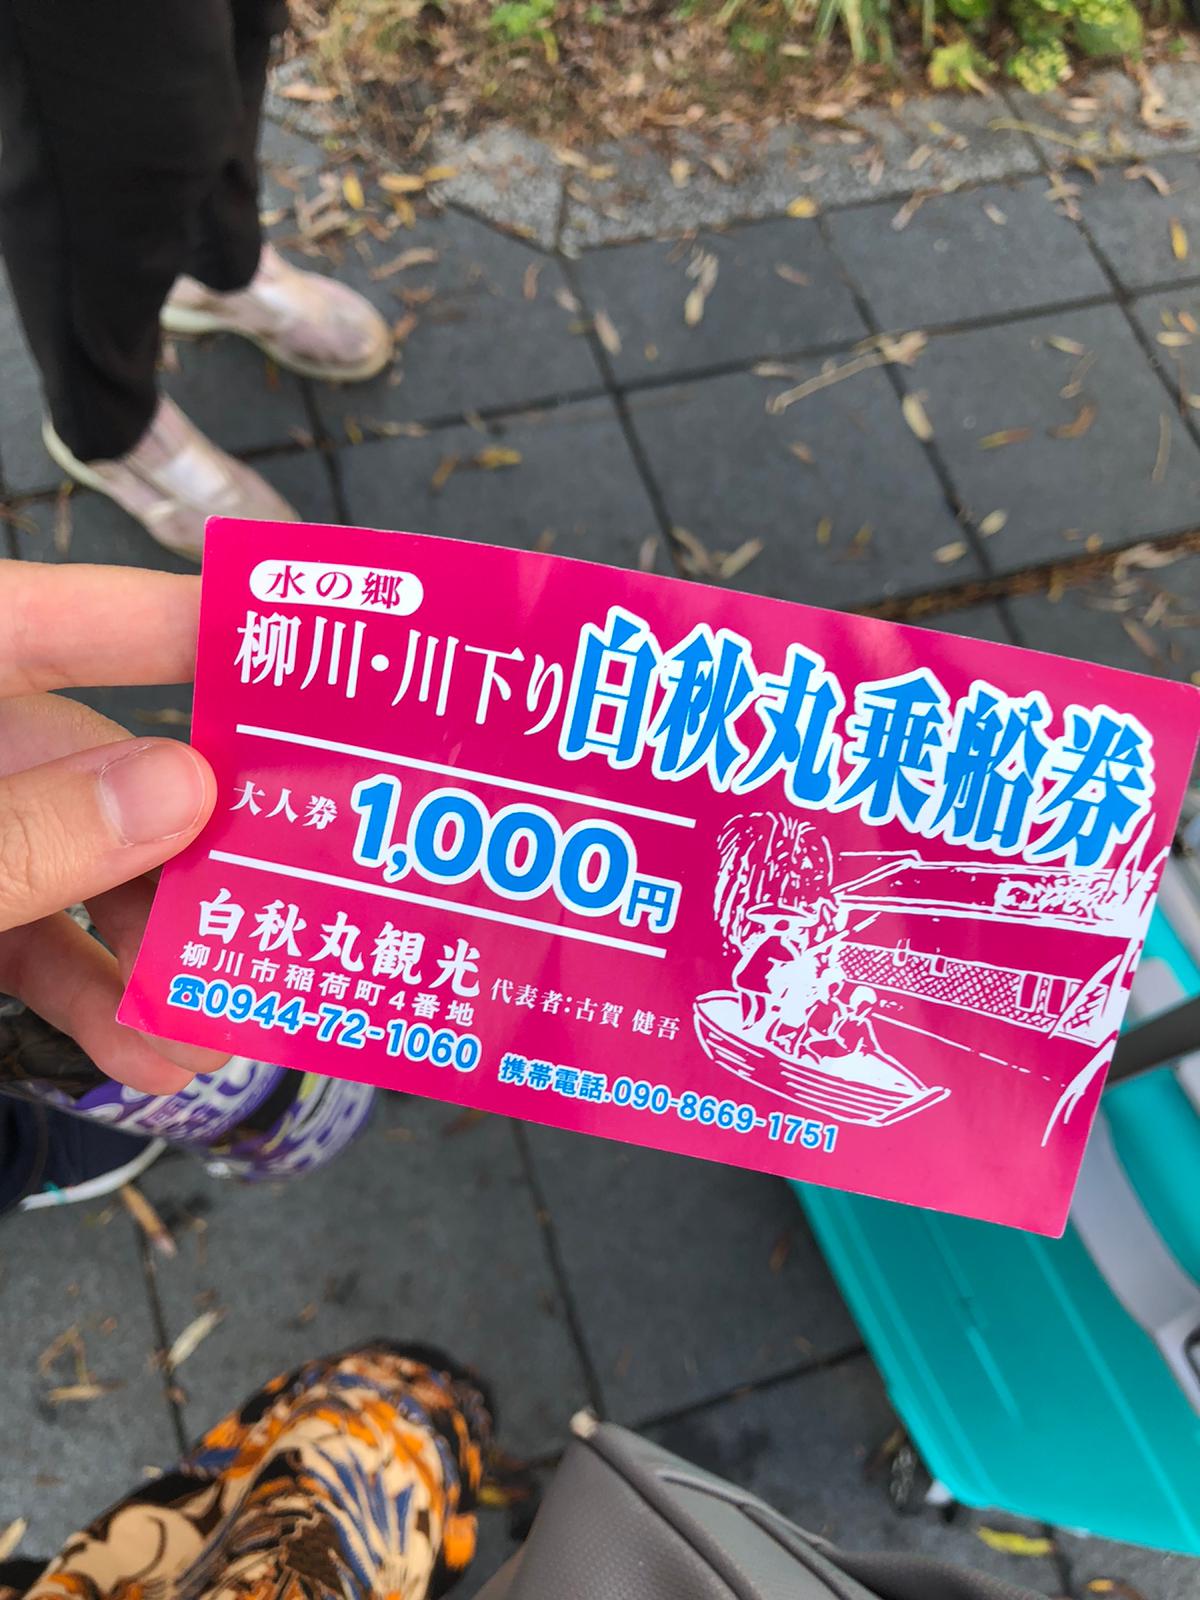 水の郷
柳川・川下り白秋丸乗船券
大人券 1,000円
白秋丸観光
柳川市稲荷町4番地 代表者:古賀 健吾
☎0944-72-1060 携帯電話.090-8669-1751